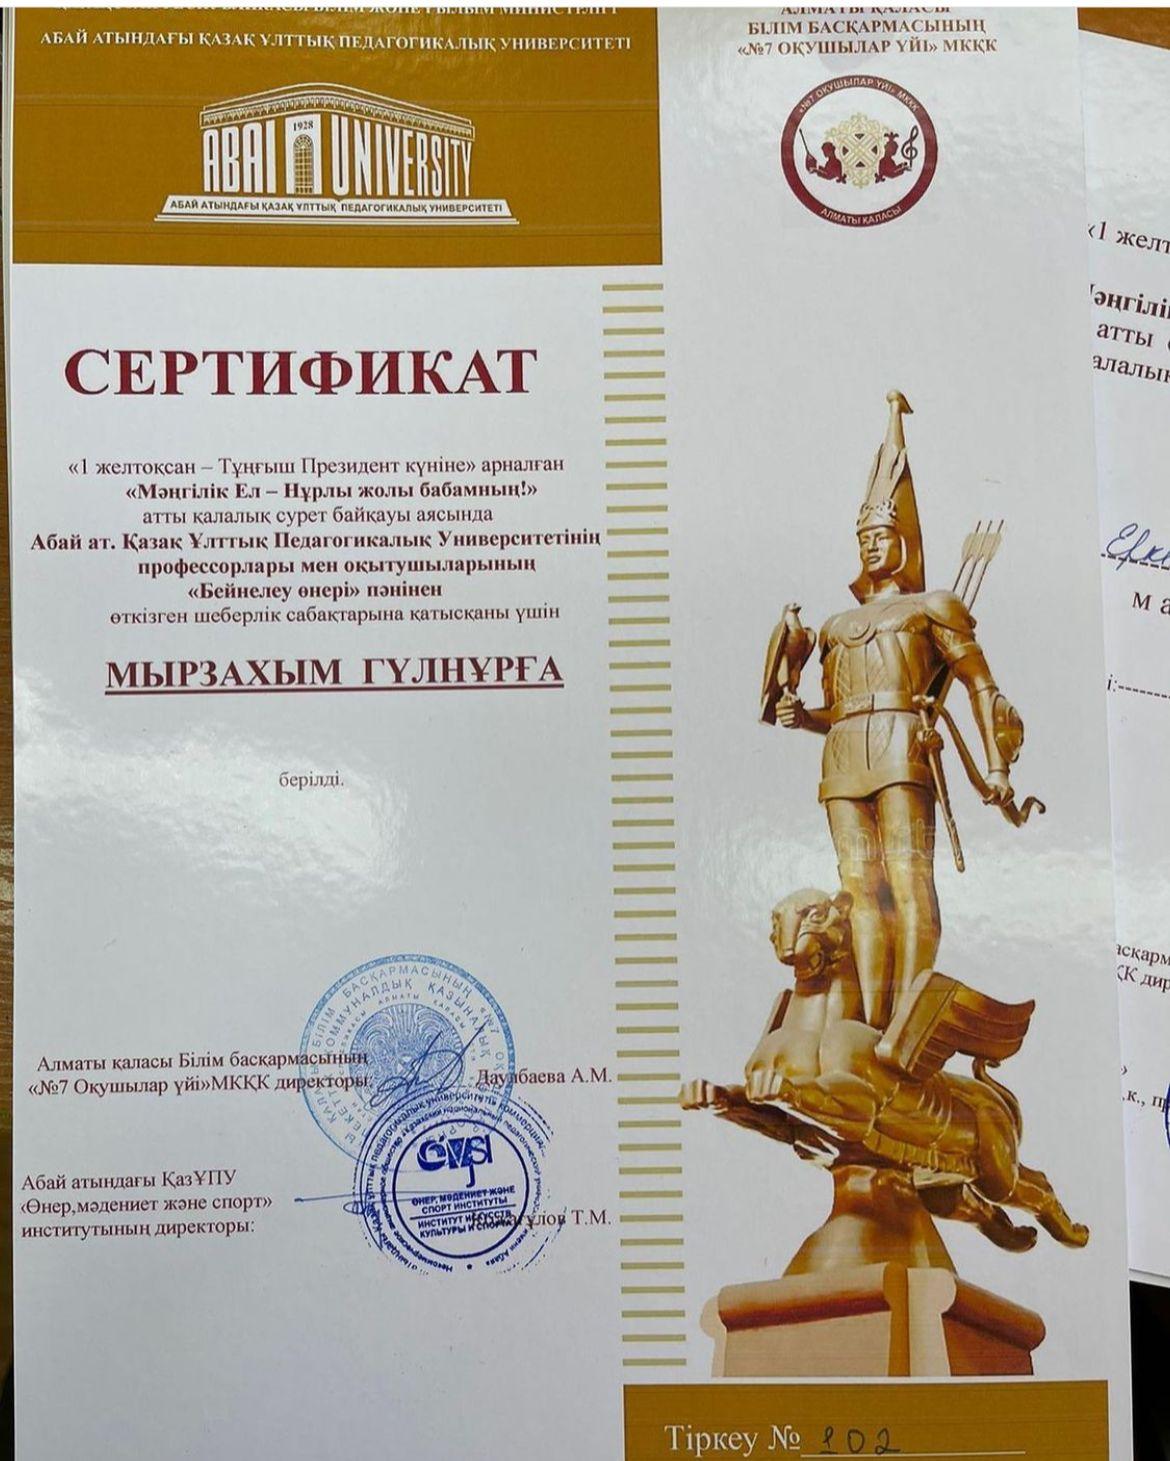 АБАЙ АТЫНДАҒЫ ҚАЗАҚ ҰЛТТЫҚ ПЕДАГОГИКАЛЫҚ УНИВЕРСИТЕТІ
ABAI 1928 UNIVERSITY
АБАЙ АТЫНДАҒЫ ҚАЗАҚ ҰЛТТЫҚ ПЕДАГОГИКАЛЫҚ УНИВЕРСИТЕТІ
АЛМАТЫ ҚАЛАСЫ
БІЛІМ БАСҚАРМАСЫНЫҢ
«№7 ОҚУШЫЛАР ҮЙІ» МКҚК
«№7 ОҚУШЫЛАР ҮЙІ» МКҚК
АЛМАТЫ ҚАЛАСЫ
СЕРТИФИКАТ
«1 желтоқсан – Тұңғыш Президент күніне» арналған
«Мәңгілік Ел – Нұрлы жолы бабамның!»
атты қалалық сурет байқауы аясында
Абай ат. Қазақ Ұлттық Педагогикалық Университетінің
профессорлары мен оқытушыларының
«Бейнелеу өнері» пәнінен
өткізген шеберлік сабақтарына қатысқаны үшін
МЫРЗАХЫМ ГҮЛНҰРҒА
берілді.
Алматы қаласы Білім басқармасының
«№7 Оқушылар үйі»МКҚК директоры: Даулбаева А.М.
Абай атындағы ҚазҰПУ
«Өнер,мәдениет және спорт»
институтының директоры: Т.М.
ӨНЕР, МӘДЕНИЕТ ЖӘНЕ
СПОРТ ИНСТИТУТЫ
ИНСТИТУТ ИСКУССТВ,
КУЛЬТУРЫ И СПОРТА
Тіркеу № 102
«1 желт
атты